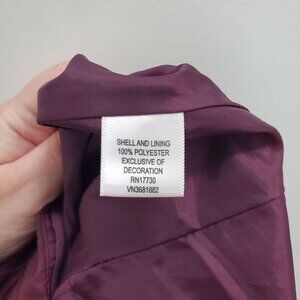 SHELL AND LINING
100% POLYESTER
EXCLUSIVE OF
DECORATION
RN17730
VN3681882